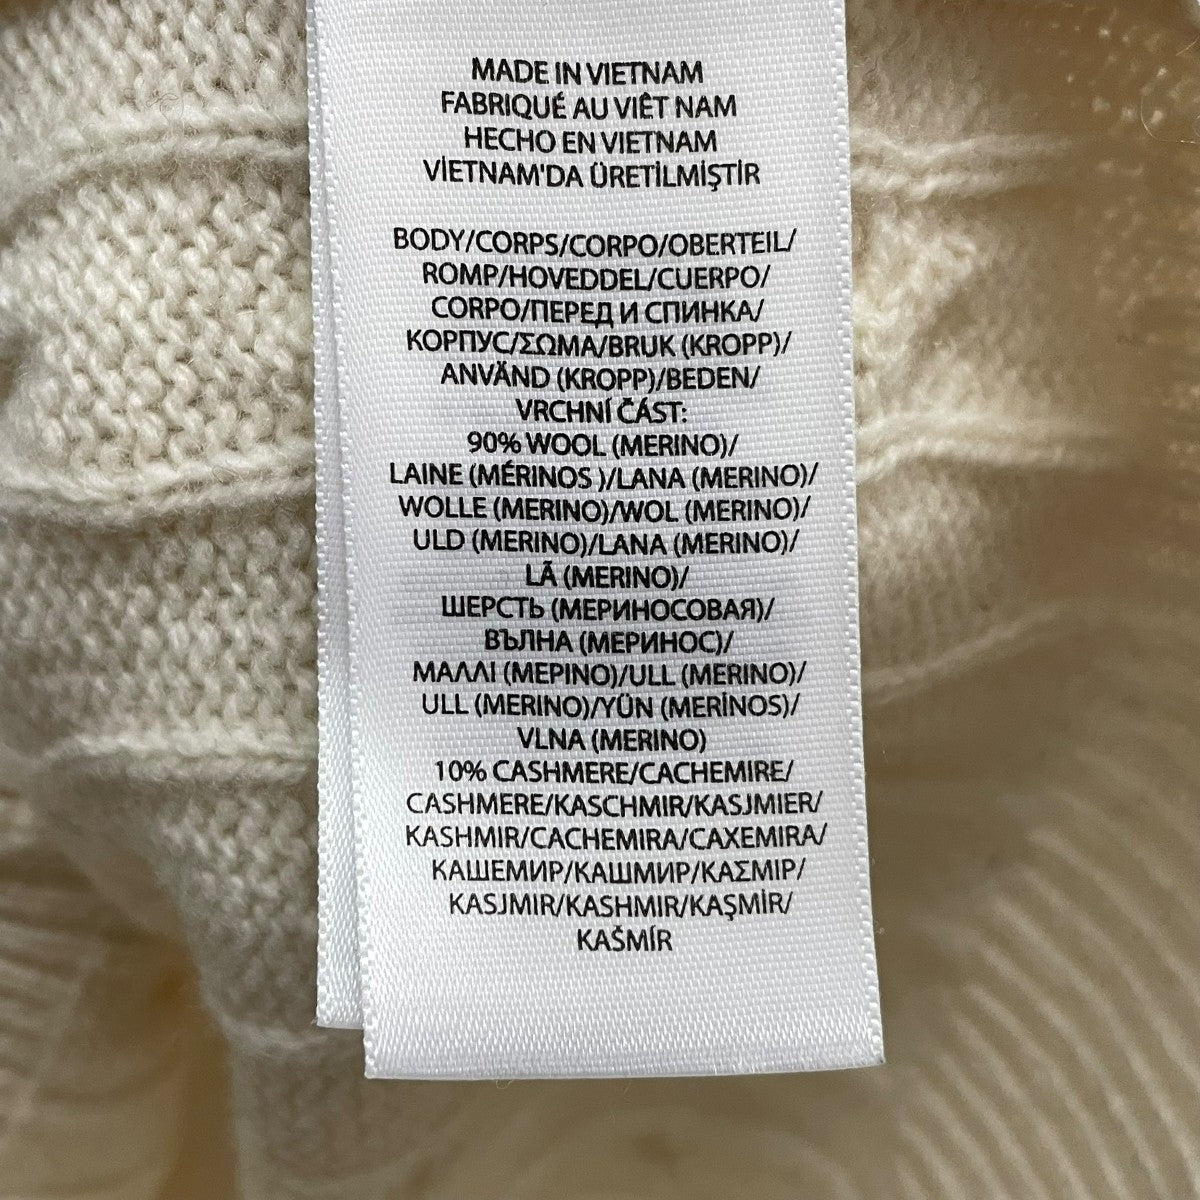 MADE IN VIETNAM
FABRIQUÉ AU VIÊT NAM
HECHO EN VIETNAM
VİETNAM'DA ÜRETİLMİŞTİR
BODY/CORPS/CORPO/OBERTEIL/
ROMP/HOVEDDEL/CUERPO/
CORPO/ПЕРЕД И СПИНКА/
КОРПУС/ΣΩΜΑ/BRUK (KROPP)/
ANVÄND (KROPP)/BEDEN/
VRCHNÍ ČÁST:
90% WOOL (MERINO)/
LAINE (MÉRINOS )/LANA (MERINO)/
WOLLE (MERINO)/WOL (MERINO)/
ULD (MERINO)/LANA (MERINO)/
LÃ (MERINO)/
ШЕРСТЬ (МЕРИНОСОВАЯ)/
ВЪЛНА (МЕРИНОС)/
ΜΑΛΛΙ (ΜΕΡΙΝΟ)/ULL (MERINO)/
ULL (MERINO)/YÜN (MERİNOS)/
VLNA (MERINO)
10% CASHMERE/CACHEMIRE/
CASHMERE/KASCHMIR/KASJMIER/
KASHMIR/CACHEMIRA/CAXEMIRA/
КАШЕМИР/КАШМИР/ΚΑΣΜΙΡ/
KASJMIR/KASHMIR/KAŞMİR/
KAŠMÍR